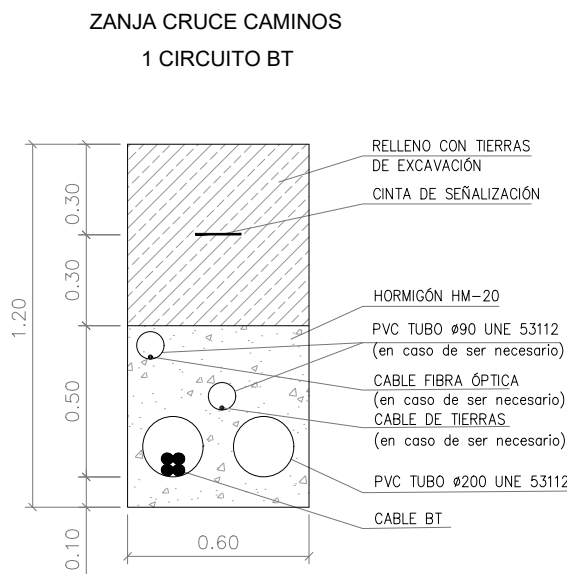 ZANJA CRUCE CAMINOS
1 CIRCUITO BT
RELLENO CON TIERRAS
DE EXCAVACIÓN
CINTA DE SEÑALIZACIÓN
HORMIGÓN HM-20
PVC TUBO Ø90 UNE 53112
(en caso de ser necesario)
CABLE FIBRA ÓPTICA
(en caso de ser necesario)
CABLE DE TIERRAS
(en caso de ser necesario)
PVC TUBO Ø200 UNE 53112
CABLE BT
1.20
0.30
0.30
0.50
0.10
0.60